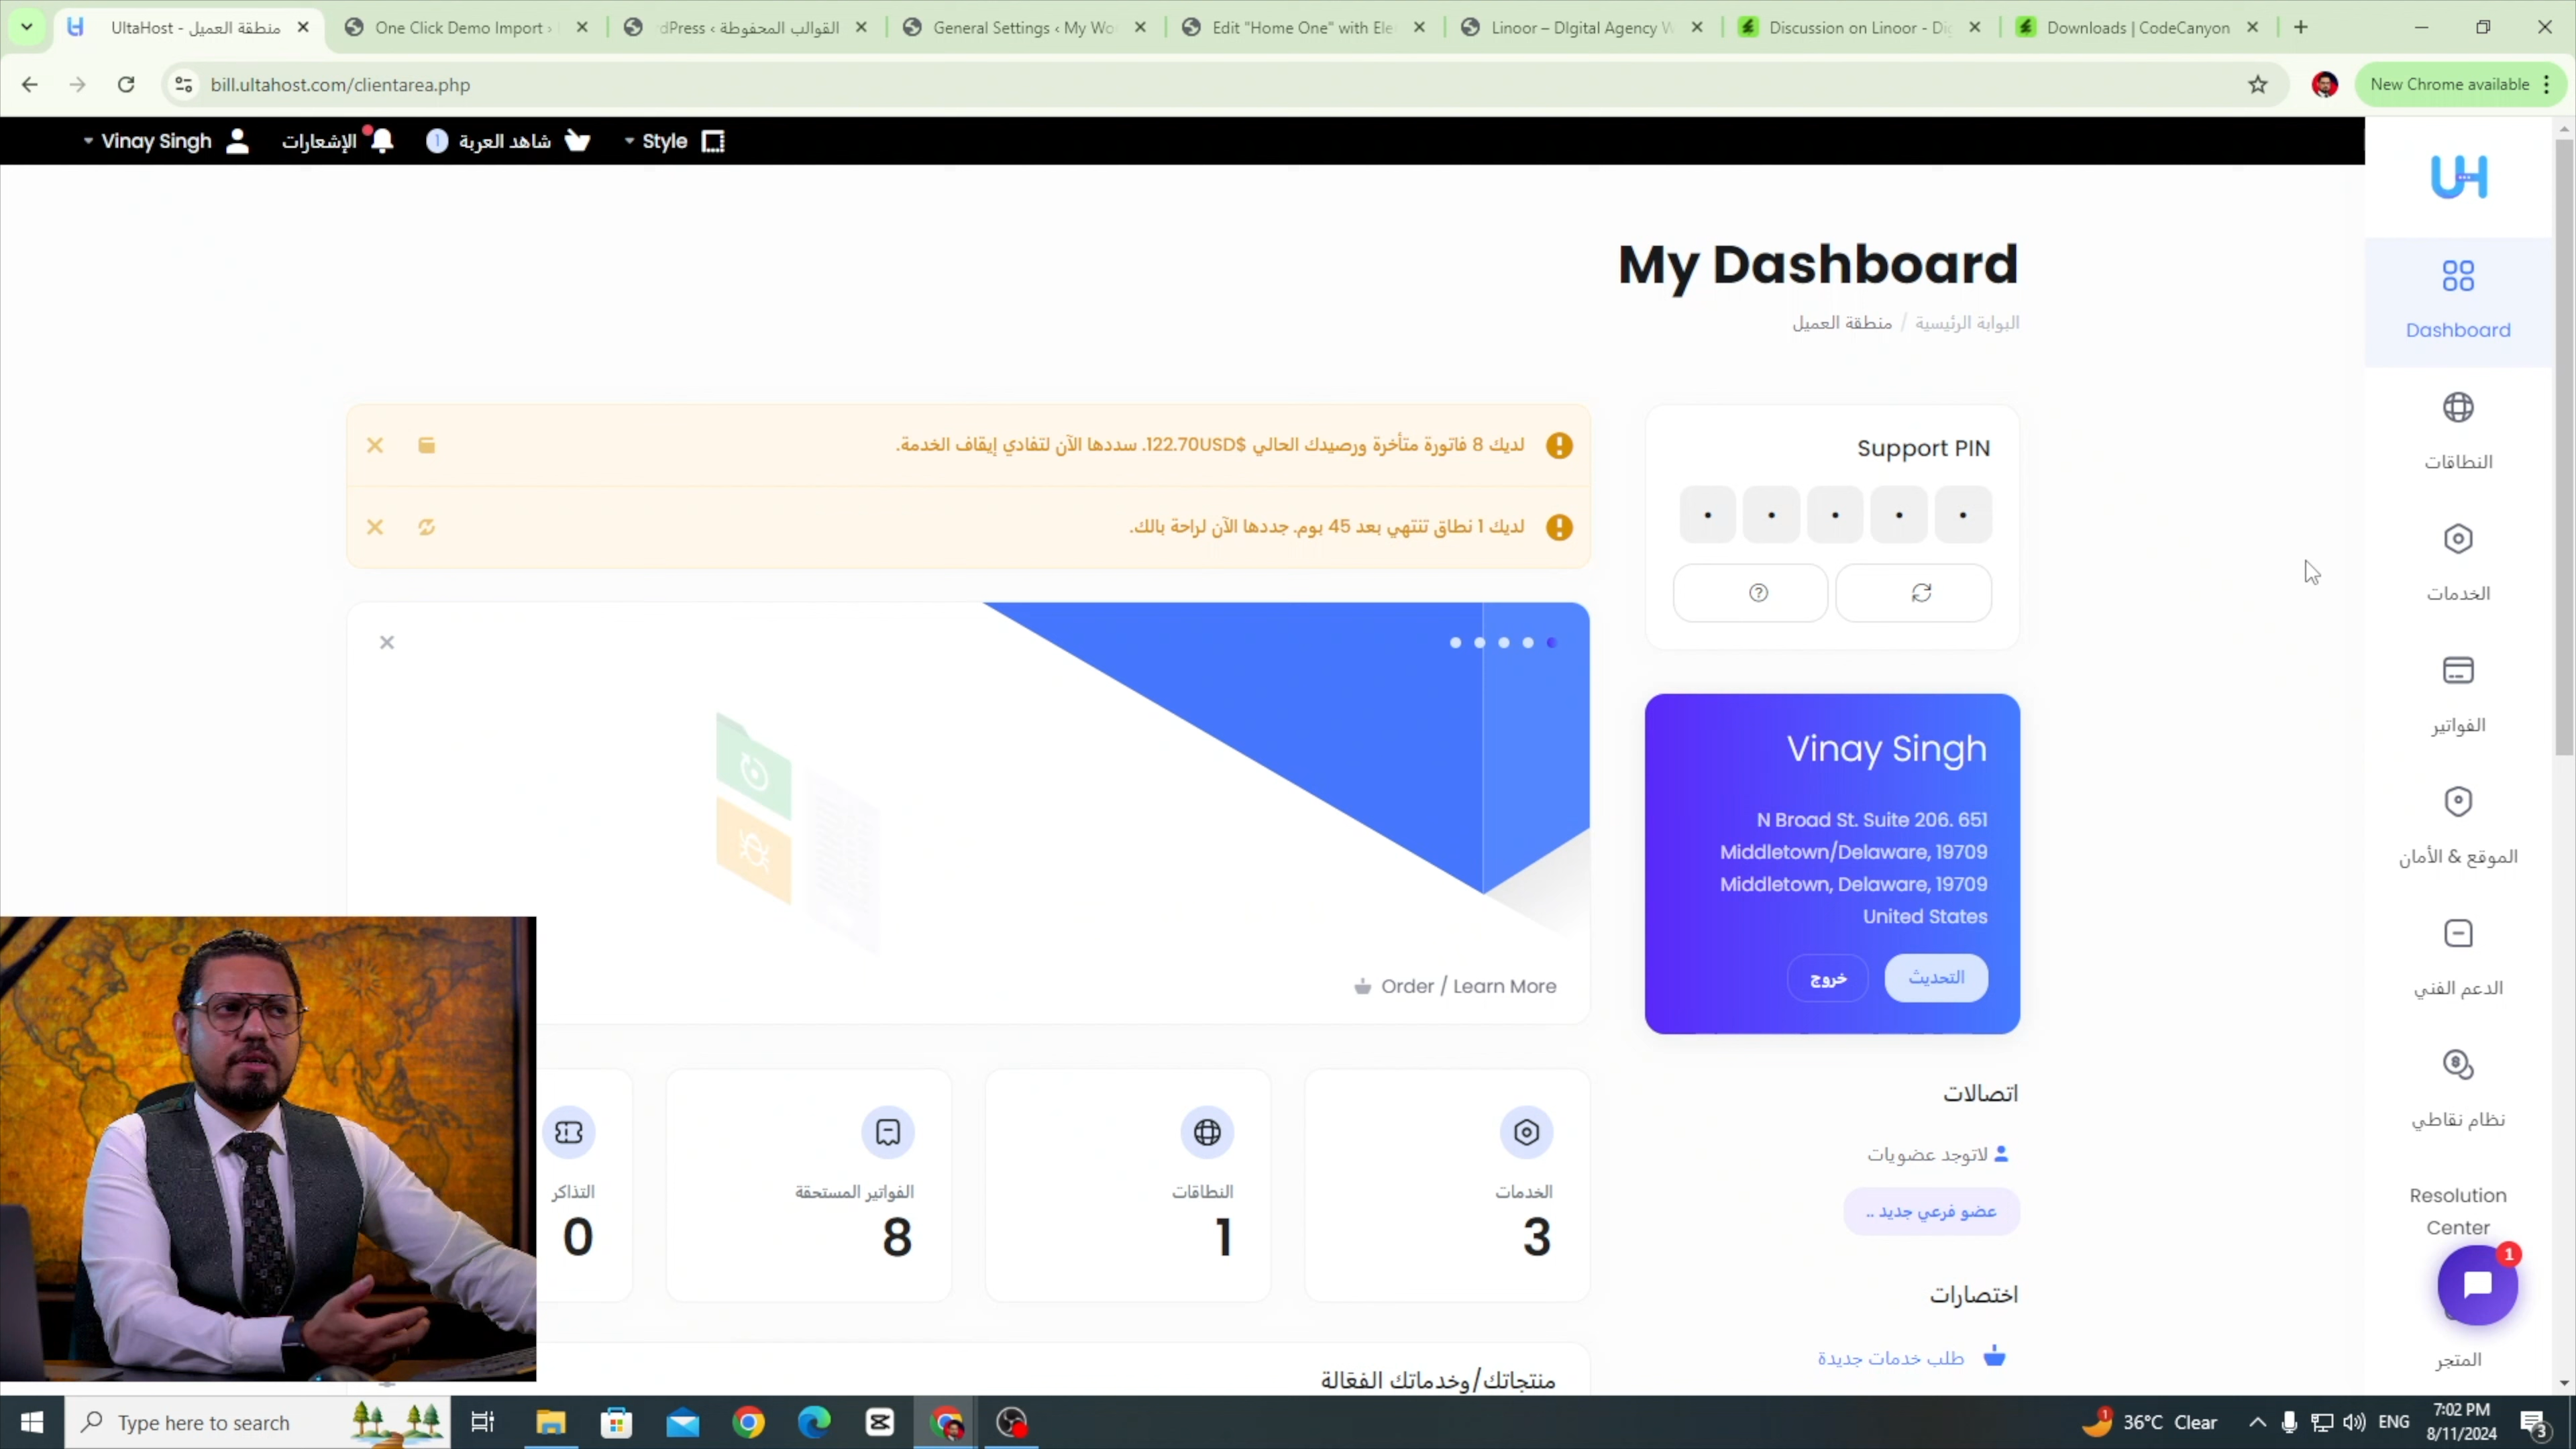 UltaHost - منطقة العميل
One Click Demo Import ›
القوالب المحفوظة ‹ dPress
General Settings ‹ My Wo
Edit "Home One" with Ele
Linoor – DIgital Agency W
Discussion on Linoor - Dig
Downloads | CodeCanyon
bill.ultahost.com/clientarea.php
New Chrome available
Vinay Singh
الإشعارات
1
شاهد العربة
Style
UH
My Dashboard
البوابة الرئيسية / منطقة العميل
Dashboard
النطاقات
الخدمات
الفواتير
الموقع & الأمان
الدعم الفني
نظام نقاطي
Resolution
Center
1
المتجر
لديك 8 فاتورة متأخرة ورصيدك الحالي $122.70USD. سددها الآن لتفادي إيقاف الخدمة.
لديك 1 نطاق تنتهي بعد 45 يوم. جددها الآن لراحة بالك.
Support PIN
Vinay Singh
N Broad St. Suite 206. 651
Middletown/Delaware, 19709
Middletown, Delaware, 19709
United States
التحديث
خروج
Order / Learn More
الخدمات
3
النطاقات
1
الفواتير المستحقة
8
التذاكر
0
اتصالات
لاتوجد عضويات
عضو فرعي جديد ..
اختصارات
طلب خدمات جديدة
منتجاتك/وخدماتك الفعّالة
Type here to search
1
36°C Clear
ENG
7:02 PM
8/11/2024
3